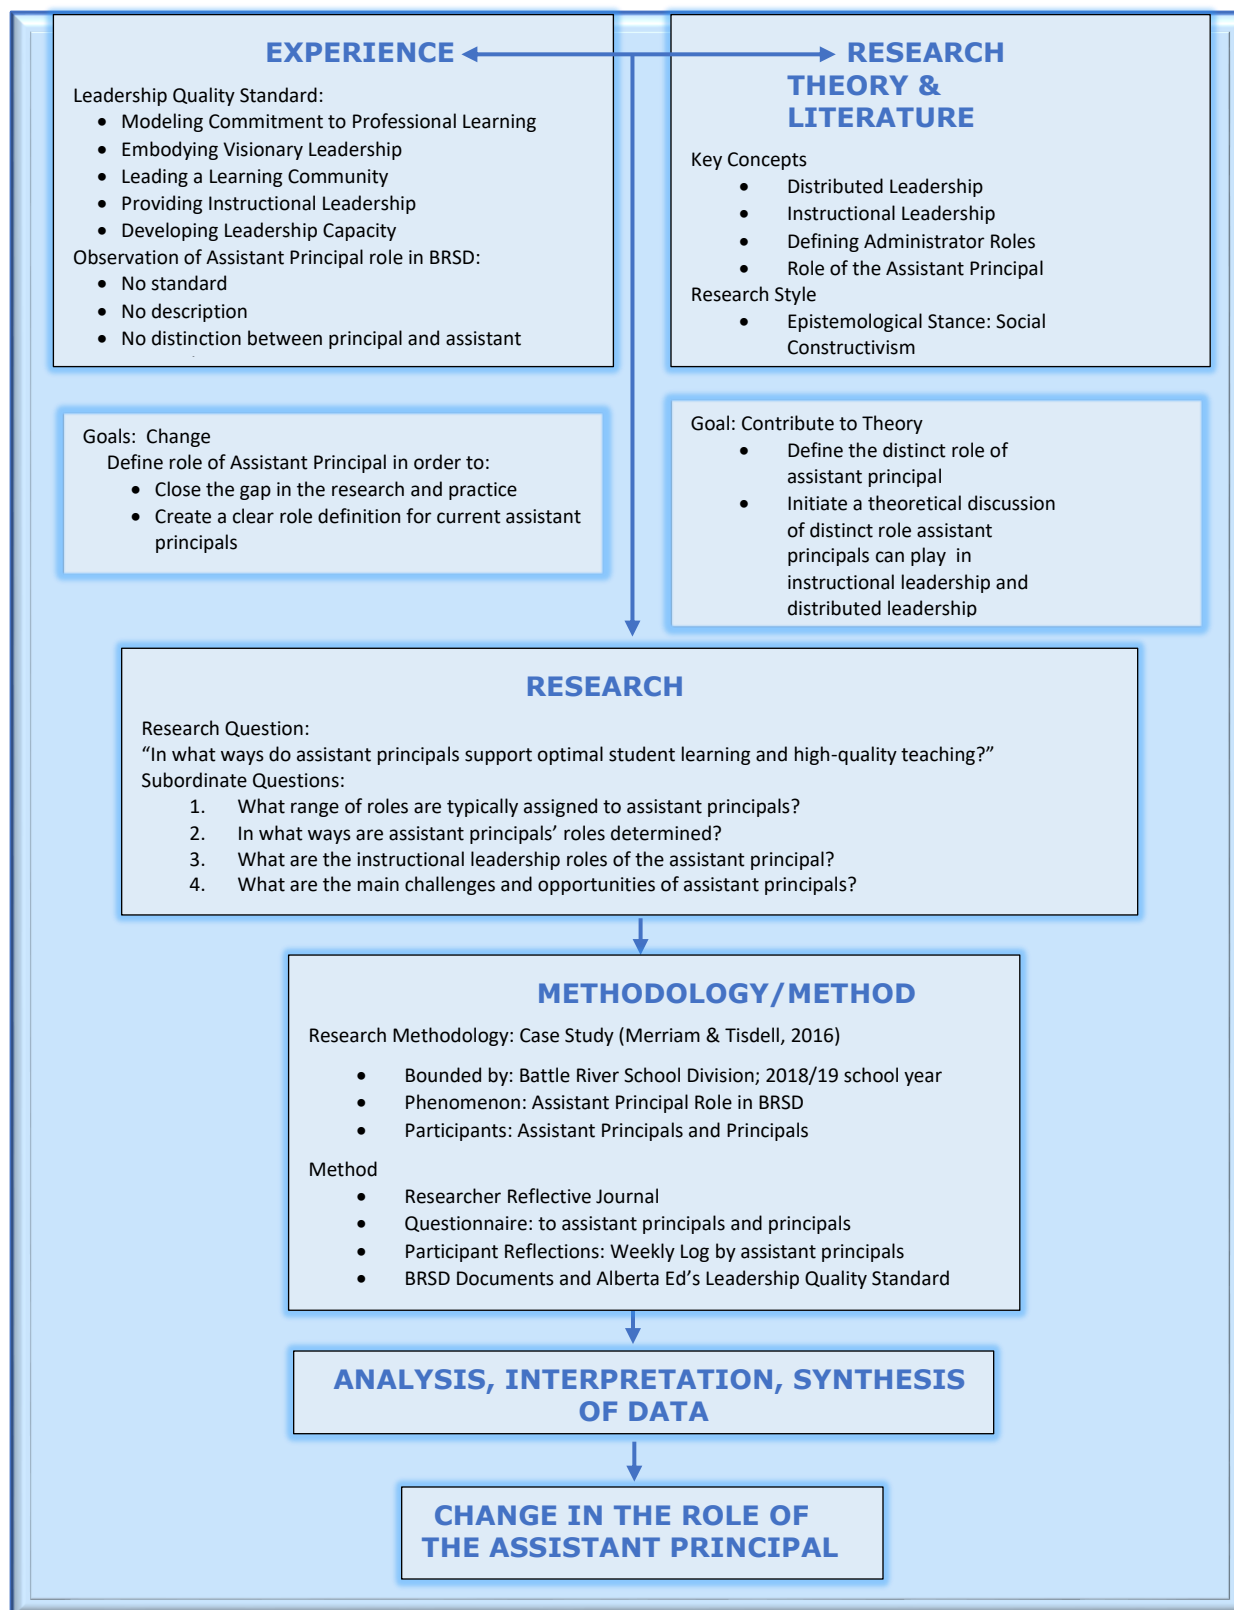 EXPERIENCE
Leadership Quality Standard:
• Modeling Commitment to Professional Learning
• Embodying Visionary Leadership
• Leading a Learning Community
• Providing Instructional Leadership
• Developing Leadership Capacity
Observation of Assistant Principal role in BRSD:
• No standard
• No description
• No distinction between principal and assistant
RESEARCH
THEORY &
LITERATURE
Key Concepts
• Distributed Leadership
• Instructional Leadership
• Defining Administrator Roles
• Role of the Assistant Principal
Research Style
• Epistemological Stance: Social
Constructivism
Goals:  Change
Define role of Assistant Principal in order to:
• Close the gap in the research and practice
• Create a clear role definition for current assistant
principals
Goal: Contribute to Theory
• Define the distinct role of
assistant principal
• Initiate a theoretical discussion
of distinct role assistant
principals can play  in
instructional leadership and
distributed leadership
RESEARCH
Research Question:
“In what ways do assistant principals support optimal student learning and high-quality teaching?”
Subordinate Questions:
1. What range of roles are typically assigned to assistant principals?
2. In what ways are assistant principals’ roles determined?
3. What are the instructional leadership roles of the assistant principal?
4. What are the main challenges and opportunities of assistant principals?
METHODOLOGY/METHOD
Research Methodology: Case Study (Merriam & Tisdell, 2016)
• Bounded by: Battle River School Division; 2018/19 school year
• Phenomenon: Assistant Principal Role in BRSD
• Participants: Assistant Principals and Principals
Method
• Researcher Reflective Journal
• Questionnaire: to assistant principals and principals
• Participant Reflections: Weekly Log by assistant principals
• BRSD Documents and Alberta Ed’s Leadership Quality Standard
ANALYSIS, INTERPRETATION, SYNTHESIS
OF DATA
CHANGE IN THE ROLE OF
THE ASSISTANT PRINCIPAL